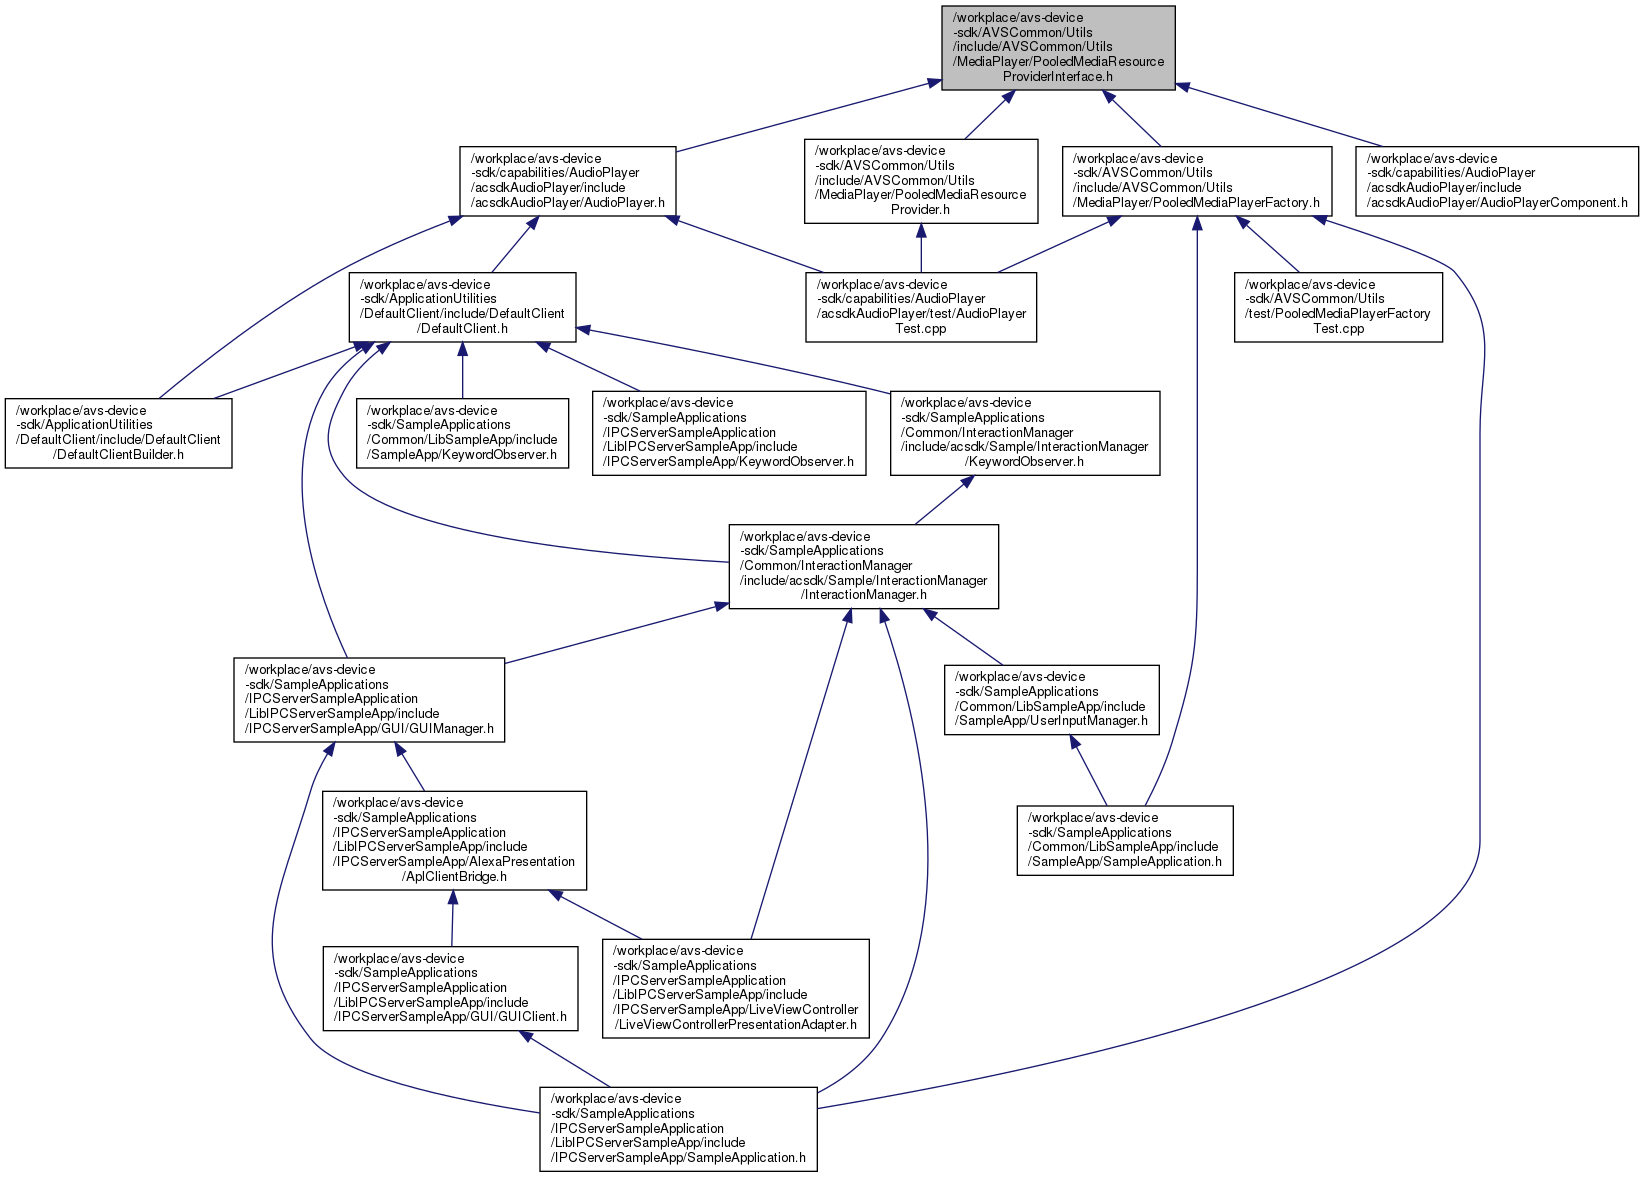 /workplace/avs-device
-sdk/AVSCommon/Utils
/include/AVSCommon/Utils
/MediaPlayer/PooledMediaResource
ProviderInterface.h
/workplace/avs-device
-sdk/capabilities/AudioPlayer
/acsdkAudioPlayer/include
/acsdkAudioPlayer/AudioPlayer.h
/workplace/avs-device
-sdk/AVSCommon/Utils
/include/AVSCommon/Utils
/MediaPlayer/PooledMediaResource
Provider.h
/workplace/avs-device
-sdk/AVSCommon/Utils
/include/AVSCommon/Utils
/MediaPlayer/PooledMediaPlayerFactory.h
/workplace/avs-device
-sdk/capabilities/AudioPlayer
/acsdkAudioPlayer/include
/acsdkAudioPlayer/AudioPlayerComponent.h
/workplace/avs-device
-sdk/ApplicationUtilities
/DefaultClient/include/DefaultClient
/DefaultClient.h
/workplace/avs-device
-sdk/capabilities/AudioPlayer
/acsdkAudioPlayer/test/AudioPlayer
Test.cpp
/workplace/avs-device
-sdk/AVSCommon/Utils
/test/PooledMediaPlayerFactory
Test.cpp
/workplace/avs-device
-sdk/ApplicationUtilities
/DefaultClient/include/DefaultClient
/DefaultClientBuilder.h
/workplace/avs-device
-sdk/SampleApplications
/Common/LibSampleApp/include
/SampleApp/KeywordObserver.h
/workplace/avs-device
-sdk/SampleApplications
/IPCServerSampleApplication
/LibIPCServerSampleApp/include
/IPCServerSampleApp/KeywordObserver.h
/workplace/avs-device
-sdk/SampleApplications
/Common/InteractionManager
/include/acsdk/Sample/InteractionManager
/KeywordObserver.h
/workplace/avs-device
-sdk/SampleApplications
/Common/InteractionManager
/include/acsdk/Sample/InteractionManager
/InteractionManager.h
/workplace/avs-device
-sdk/SampleApplications
/IPCServerSampleApplication
/LibIPCServerSampleApp/include
/IPCServerSampleApp/GUI/GUIManager.h
/workplace/avs-device
-sdk/SampleApplications
/Common/LibSampleApp/include
/SampleApp/UserInputManager.h
/workplace/avs-device
-sdk/SampleApplications
/IPCServerSampleApplication
/LibIPCServerSampleApp/include
/IPCServerSampleApp/AlexaPresentation
/AplClientBridge.h
/workplace/avs-device
-sdk/SampleApplications
/Common/LibSampleApp/include
/SampleApp/SampleApplication.h
/workplace/avs-device
-sdk/SampleApplications
/IPCServerSampleApplication
/LibIPCServerSampleApp/include
/IPCServerSampleApp/GUI/GUIClient.h
/workplace/avs-device
-sdk/SampleApplications
/IPCServerSampleApplication
/LibIPCServerSampleApp/include
/IPCServerSampleApp/LiveViewController
/LiveViewControllerPresentationAdapter.h
/workplace/avs-device
-sdk/SampleApplications
/IPCServerSampleApplication
/LibIPCServerSampleApp/include
/IPCServerSampleApp/SampleApplication.h